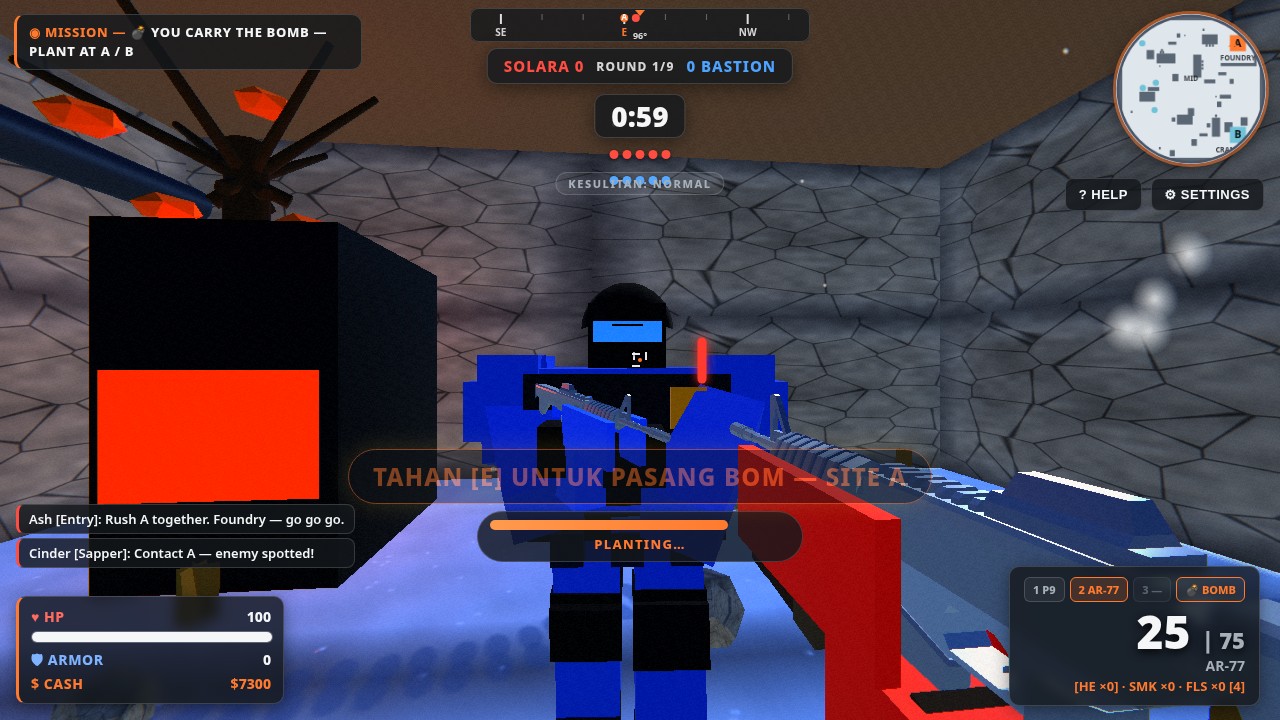 ◉ MISSION — 💣 YOU CARRY THE BOMB —
PLANT AT A / B
SE E NW
A 96°
SOLARA 0 ROUND 1/9 0 BASTION
0:59
KESULITAN: NORMAL
A
FOUNDRY
MID
B
? HELP ⚙ SETTINGS
TAHAN [E] UNTUK PASANG BOM — SITE A
PLANTING…
Ash [Entry]: Rush A together. Foundry — go go go.
Cinder [Sapper]: Contact A — enemy spotted!
♥ HP 100
ARMOR 0
$ CASH $7300
1 P9 2 AR-77 3 — 💣 BOMB
25 | 75
AR-77
[HE ×0] · SMK ×0 · FLS ×0 [4]